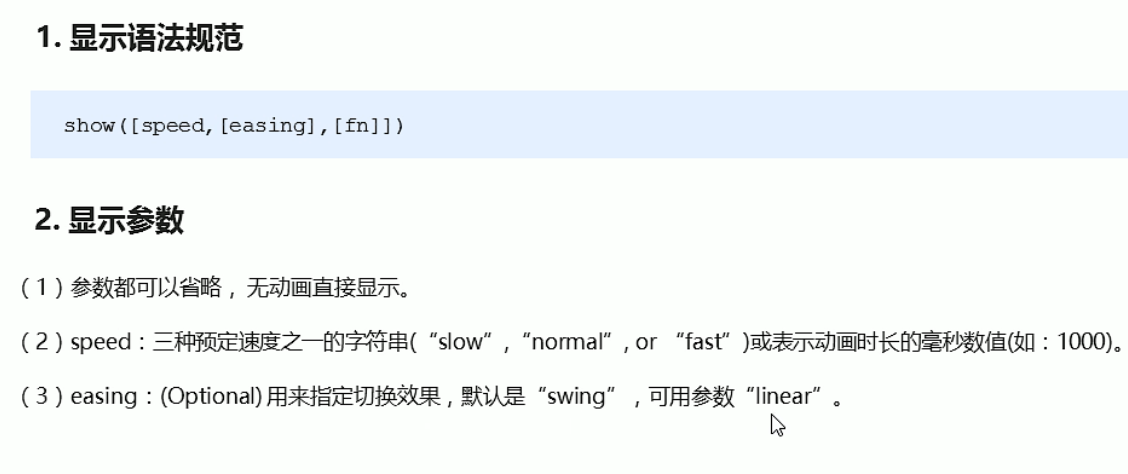 1. 显示语法规范
show([speed,[easing],[fn]])
2. 显示参数
（1）参数都可以省略， 无动画直接显示。
（2）speed：三种预定速度之一的字符串(“slow”,“normal”, or “fast”)或表示动画时长的毫秒数值(如：1000)。
（3）easing：(Optional) 用来指定切换效果，默认是“swing”，可用参数“linear”。